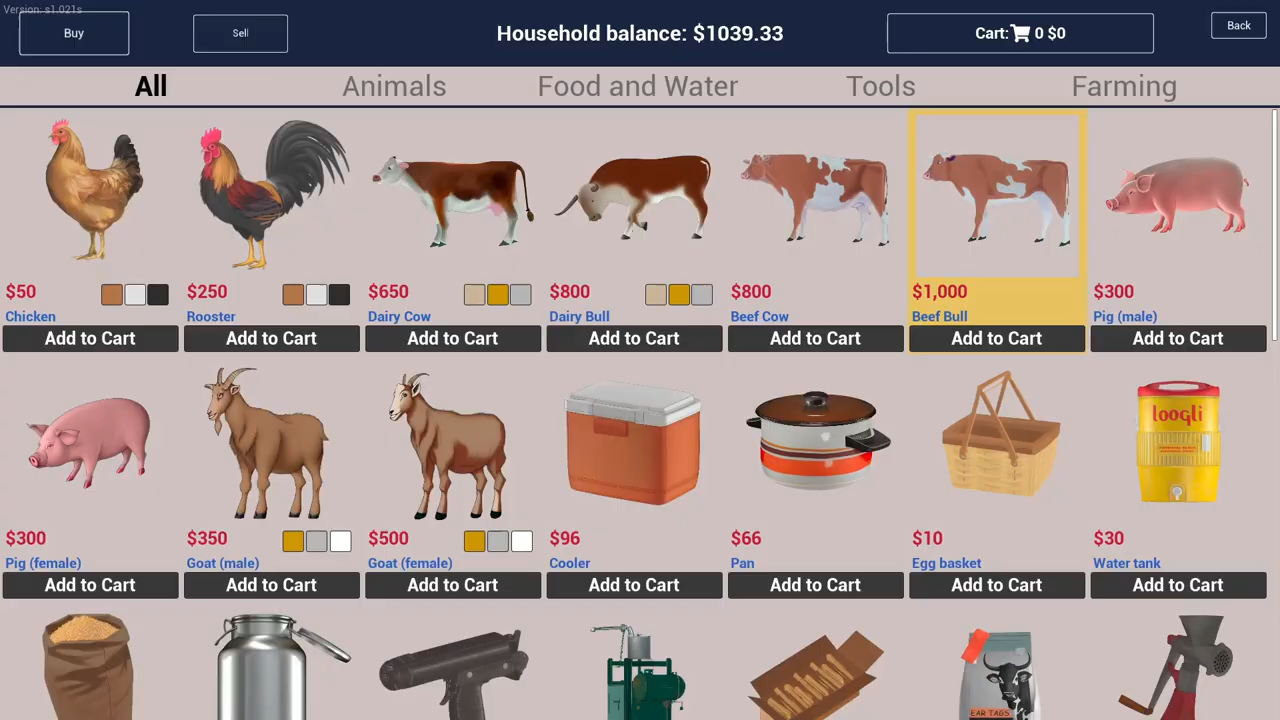 Version: s1.021s
Buy
Sell
Household balance: $1039.33
Cart: 0 $0
Back
All
Animals
Food and Water
Tools
Farming
$50
Chicken
Add to Cart
$250
Rooster
Add to Cart
$650
Dairy Cow
Add to Cart
$800
Dairy Bull
Add to Cart
$800
Beef Cow
Add to Cart
$1,000
Beef Bull
Add to Cart
$300
Pig (male)
Add to Cart
$300
Pig (female)
Add to Cart
$350
Goat (male)
Add to Cart
$500
Goat (female)
Add to Cart
$96
Cooler
Add to Cart
$66
Pan
Add to Cart
$10
Egg basket
Add to Cart
loogli
$30
Water tank
Add to Cart
EAR TAGS